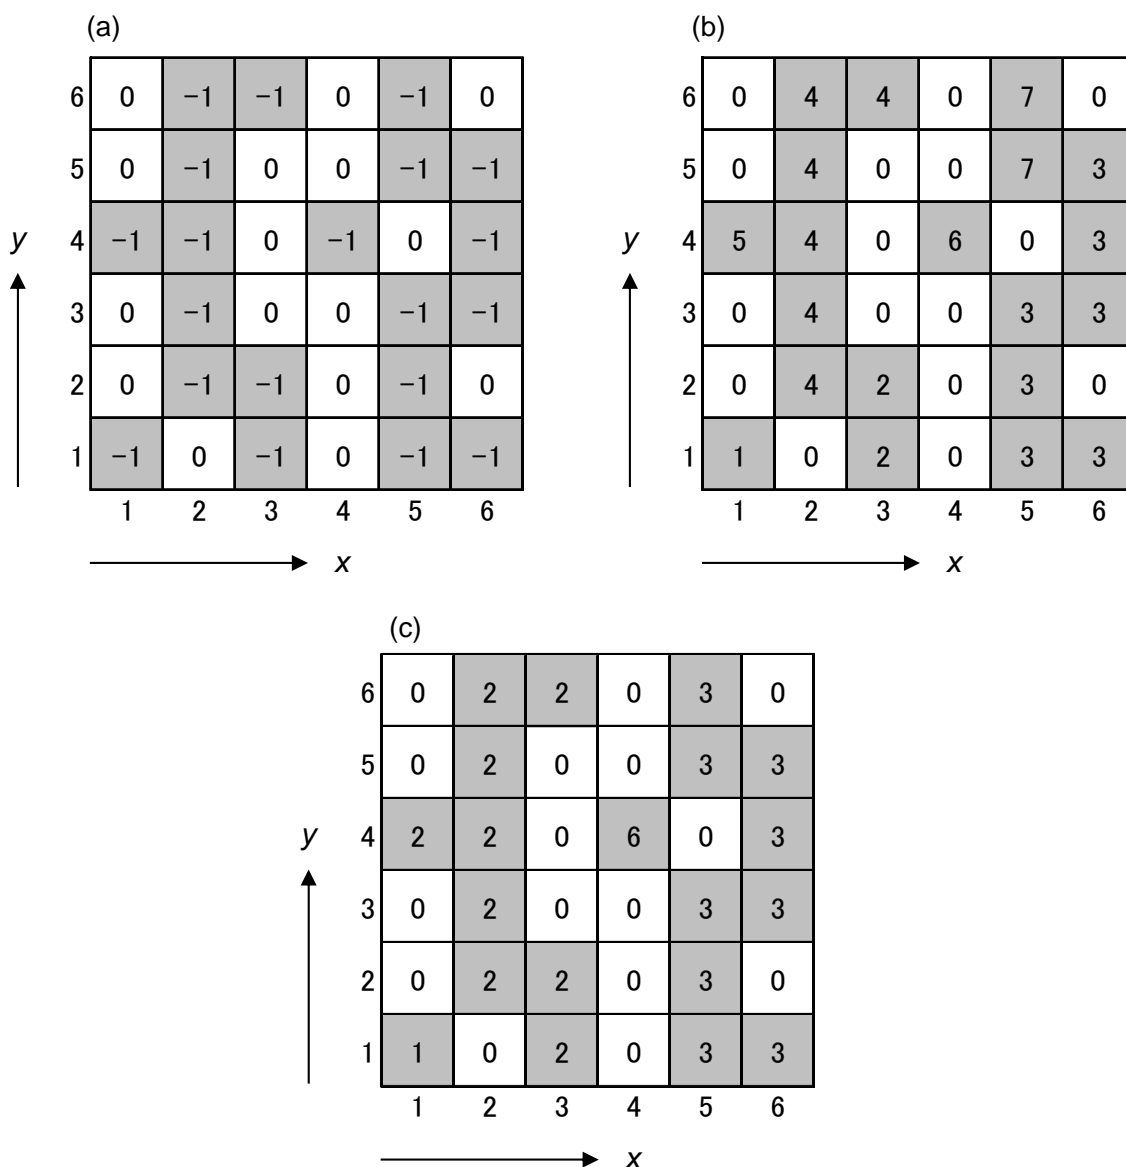 (a)
6 0 −1 −1 0 −1 0
5 0 −1 0 0 −1 −1
y 4 −1 −1 0 −1 0 −1
3 0 −1 0 0 −1 −1
2 0 −1 −1 0 −1 0
1 −1 0 −1 0 −1 −1
1 2 3 4 5 6
x
(b)
6 0 4 4 0 7 0
5 0 4 0 0 7 3
y 4 5 4 0 6 0 3
3 0 4 0 0 3 3
2 0 4 2 0 3 0
1 1 0 2 0 3 3
1 2 3 4 5 6
x
(c)
6 0 2 2 0 3 0
5 0 2 0 0 3 3
y 4 2 2 0 6 0 3
3 0 2 0 0 3 3
2 0 2 2 0 3 0
1 1 0 2 0 3 3
1 2 3 4 5 6
x